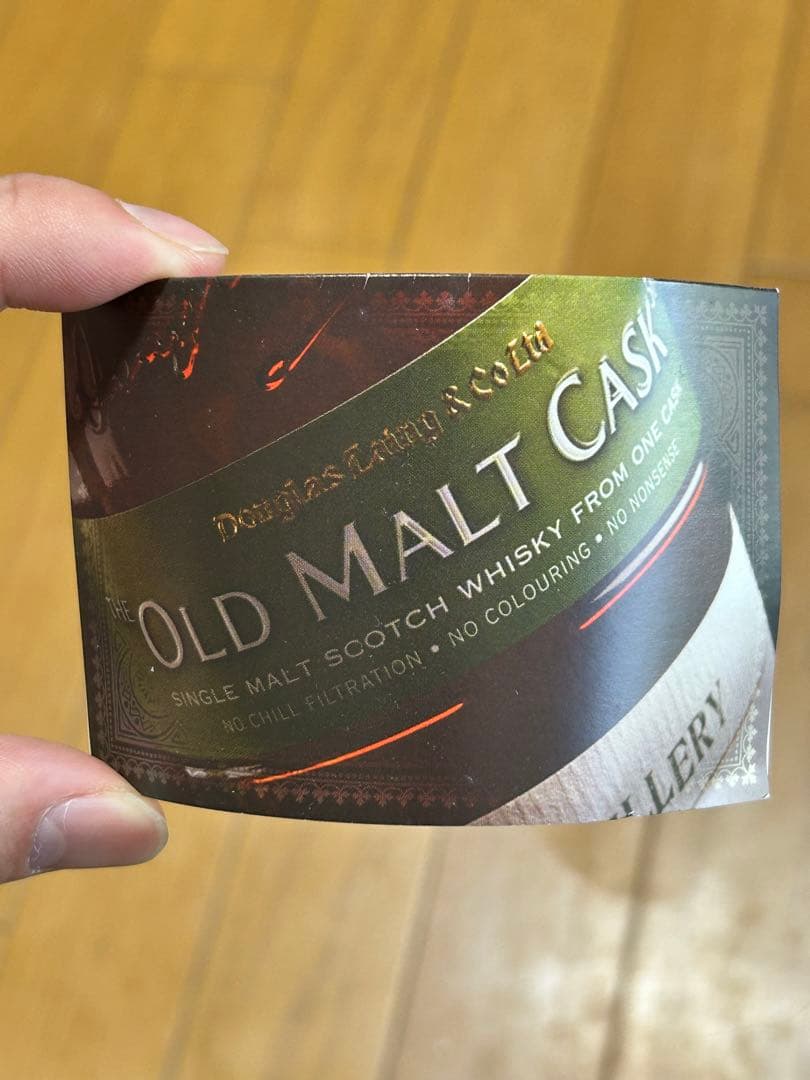 Douglas Laing & Co Ltd
THE OLD MALT CASK
SINGLE MALT SCOTCH WHISKY FROM ONE CASK
NO CHILL FILTRATION • NO COLOURING • NO NONSENSE
LLERY